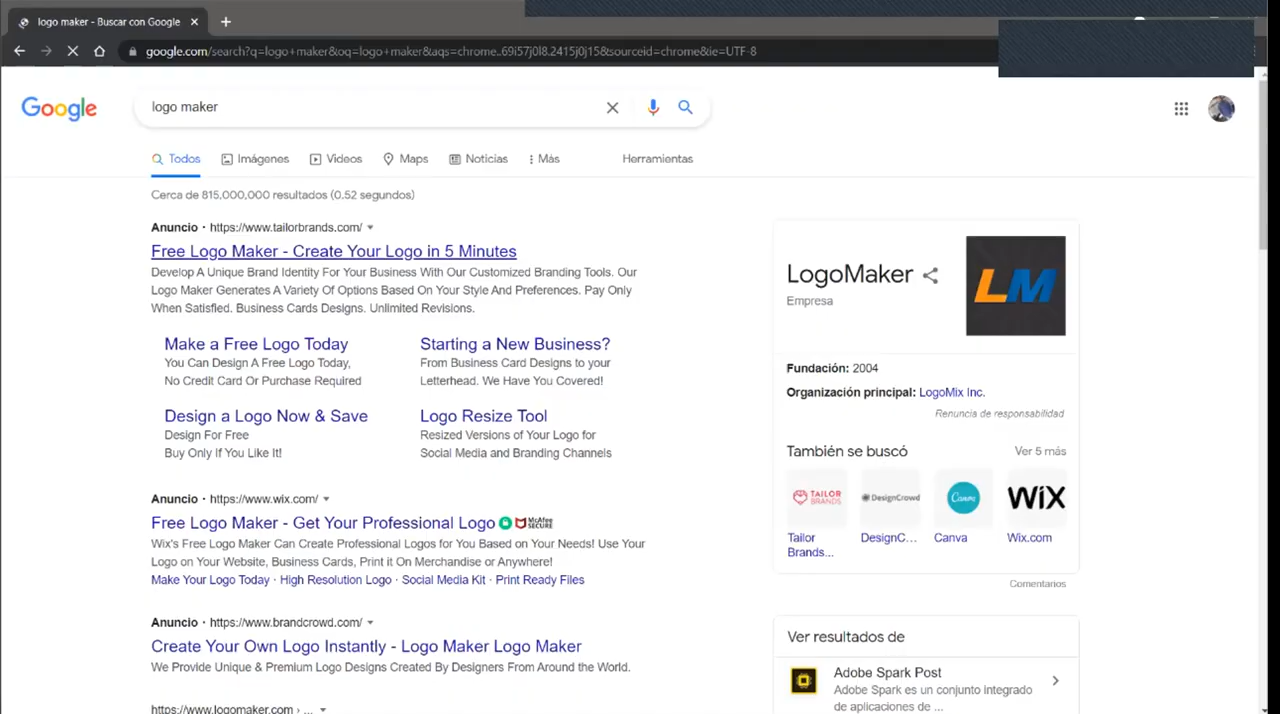 logo maker - Buscar con Google
google.com/search?q=logo+maker&oq=logo+maker&aqs=chrome..69i57j0l8.2415j0j15&sourceid=chrome&ie=UTF-8
Google
logo maker
Todos
Imágenes
Videos
Maps
Noticias
Más
Herramientas
Cerca de 815,000,000 resultados (0.52 segundos)
Anuncio · https://www.tailorbrands.com/
Free Logo Maker - Create Your Logo in 5 Minutes
Develop A Unique Brand Identity For Your Business With Our Customized Branding Tools. Our
Logo Maker Generates A Variety Of Options Based On Your Style And Preferences. Pay Only
When Satisfied. Business Cards Designs. Unlimited Revisions.
Make a Free Logo Today
You Can Design A Free Logo Today,
No Credit Card Or Purchase Required
Starting a New Business?
From Business Card Designs to your
Letterhead. We Have You Covered!
Design a Logo Now & Save
Design For Free
Buy Only If You Like It!
Logo Resize Tool
Resized Versions of Your Logo for
Social Media and Branding Channels
Anuncio · https://www.wix.com/
Free Logo Maker - Get Your Professional Logo
McAfee
SECURE
Wix's Free Logo Maker Can Create Professional Logos for You Based on Your Needs! Use Your
Logo on Your Website, Business Cards, Print it On Merchandise or Anywhere!
Make Your Logo Today · High Resolution Logo · Social Media Kit · Print Ready Files
Anuncio · https://www.brandcrowd.com/
Create Your Own Logo Instantly - Logo Maker Logo Maker
We Provide Unique & Premium Logo Designs Created By Designers From Around the World.
https://www.logomaker.com › ...
LogoMaker
Empresa
LM
Fundación: 2004
Organización principal: LogoMix Inc.
Renuncia de responsabilidad
También se buscó
Ver 5 más
TAILOR
BRANDS
DesignCrowd
Canva
WiX
Tailor
Brands...
DesignC...
Canva
Wix.com
Comentarios
Ver resultados de
Adobe Spark Post
Adobe Spark es un conjunto integrado
de aplicaciones de ...